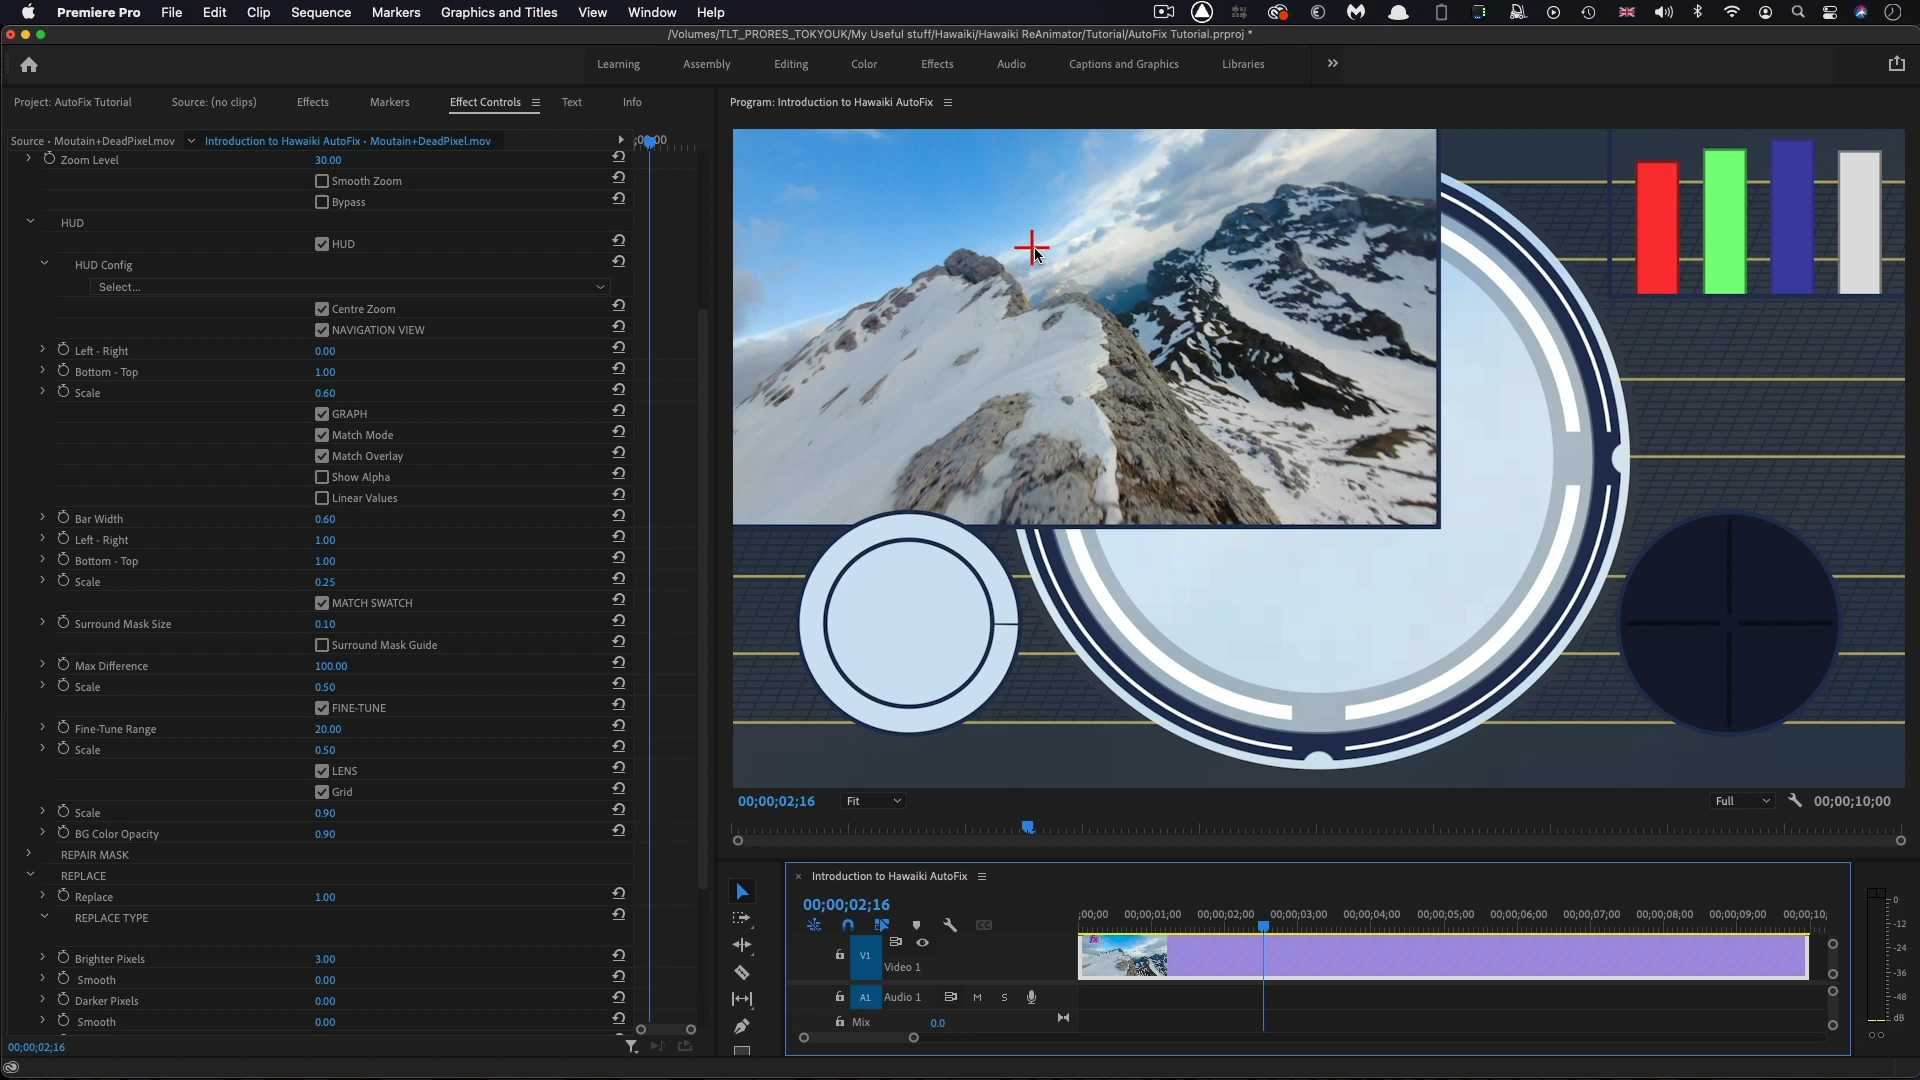 Premiere Pro File Edit Clip Sequence Markers Graphics and Titles View Window Help
/Volumes/TLT_PRORES_TOKYOUK/My Useful stuff/Hawaiki/Hawaiki ReAnimator/Tutorial/AutoFix Tutorial.prproj *
Learning Assembly Editing Color Effects Audio Captions and Graphics Libraries
Project: AutoFix Tutorial Source: (no clips) Effects Markers Effect Controls Text Info
Program: Introduction to Hawaiki AutoFix
Source • Moutain+DeadPixel.mov Introduction to Hawaiki AutoFix • Moutain+DeadPixel.mov
Zoom Level 30.00
Smooth Zoom
Bypass
HUD
HUD
HUD Config
Select...
Centre Zoom
NAVIGATION VIEW
Left - Right 0.00
Bottom - Top 1.00
Scale 0.60
GRAPH
Match Mode
Match Overlay
Show Alpha
Linear Values
Bar Width 0.60
Left - Right 1.00
Bottom - Top 1.00
Scale 0.25
MATCH SWATCH
Surround Mask Size 0.10
Surround Mask Guide
Max Difference 100.00
Scale 0.50
FINE-TUNE
Fine-Tune Range 20.00
Scale 0.50
LENS
Grid
Scale 0.90
BG Color Opacity 0.90
REPAIR MASK
REPLACE
Replace 1.00
REPLACE TYPE
Brighter Pixels 3.00
Smooth 0.00
Darker Pixels 0.00
Smooth 0.00
00;00;02;16
00;00;02;16 Fit Full 00;00;10;00
Introduction to Hawaiki AutoFix
00;00;02;16
;00;00 00;00;01;00 00;00;02;00 00;00;03;00 00;00;04;00 00;00;05;00 00;00;06;00 00;00;07;00 00;00;08;00 00;00;09;00 00;00;10;
V1 Video 1
fx
A1 Audio 1 M S
Mix 0.0
0
-12
-24
-36
-48
dB